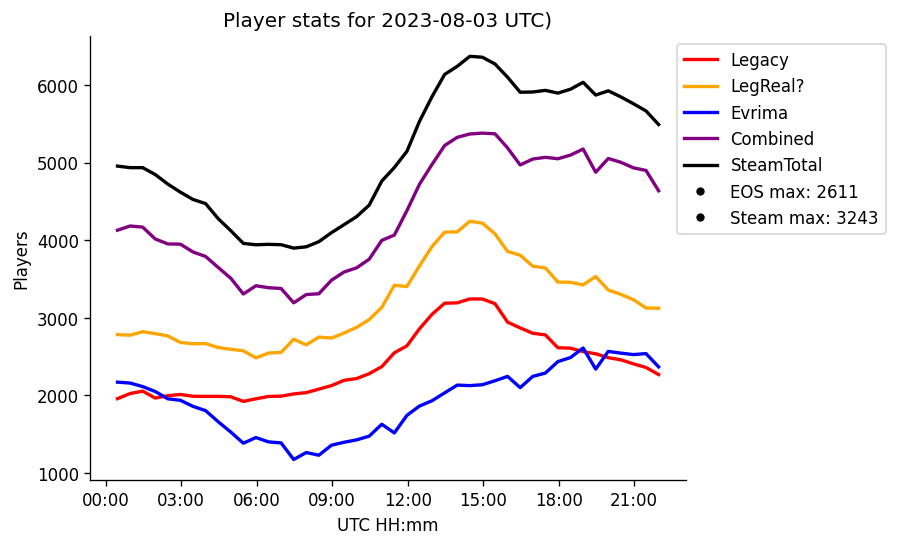 Player stats for 2023-08-03 UTC)
Legacy
LegReal?
Evrima
Combined
SteamTotal
EOS max: 2611
Steam max: 3243
6000
5000
4000
3000
2000
1000
Players
00:00 03:00 06:00 09:00 12:00 15:00 18:00 21:00
UTC HH:mm